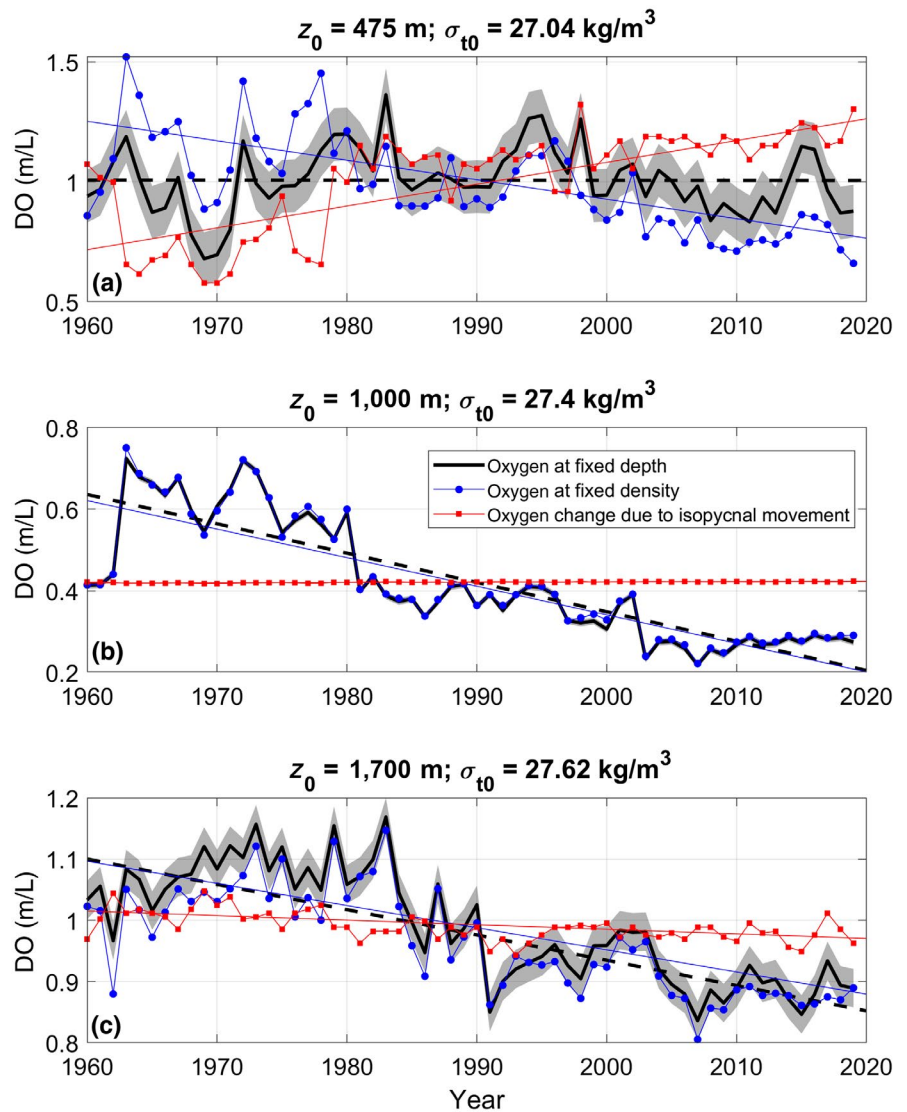 z₀ = 475 m; σₜ₀ = 27.04 kg/m³
1.5
1
0.5
DO (m/L)
(a)
1960 1970 1980 1990 2000 2010 2020
z₀ = 1,000 m; σₜ₀ = 27.4 kg/m³
0.8
0.6
0.4
0.2
DO (m/L)
Oxygen at fixed depth
Oxygen at fixed density
Oxygen change due to isopycnal movement
(b)
1960 1970 1980 1990 2000 2010 2020
z₀ = 1,700 m; σₜ₀ = 27.62 kg/m³
1.2
1.1
1
0.9
0.8
DO (m/L)
(c)
1960 1970 1980 1990 2000 2010 2020
Year